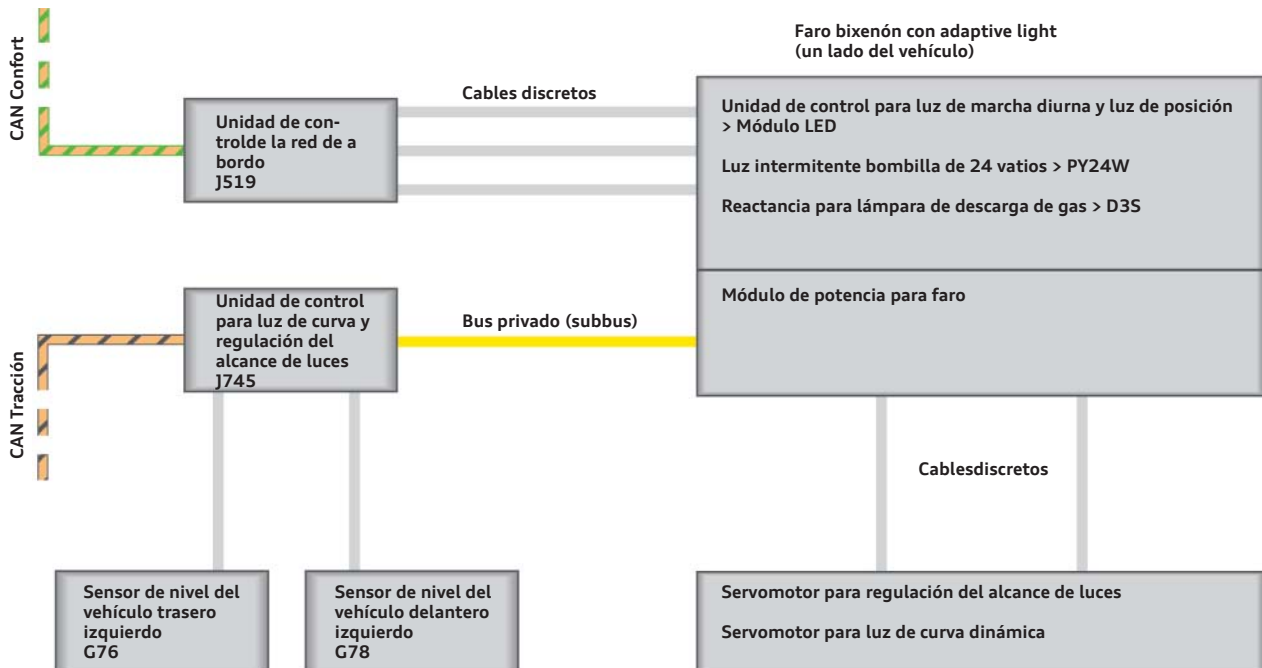 CAN Confort
Faro bixenón con adaptive light
(un lado del vehículo)
Cables discretos
Unidad de con-
trolde la red de a
bordo
J519
Unidad de control para luz de marcha diurna y luz de posición
> Módulo LED
Luz intermitente bombilla de 24 vatios > PY24W
Reactancia para lámpara de descarga de gas > D3S
CAN Tracción
Unidad de control
para luz de curva y
regulación del
alcance de luces
J745
Bus privado (subbus)
Módulo de potencia para faro
Cablesdiscretos
Sensor de nivel del
vehículo trasero
izquierdo
G76
Sensor de nivel del
vehículo delantero
izquierdo
G78
Servomotor para regulación del alcance de luces
Servomotor para luz de curva dinámica